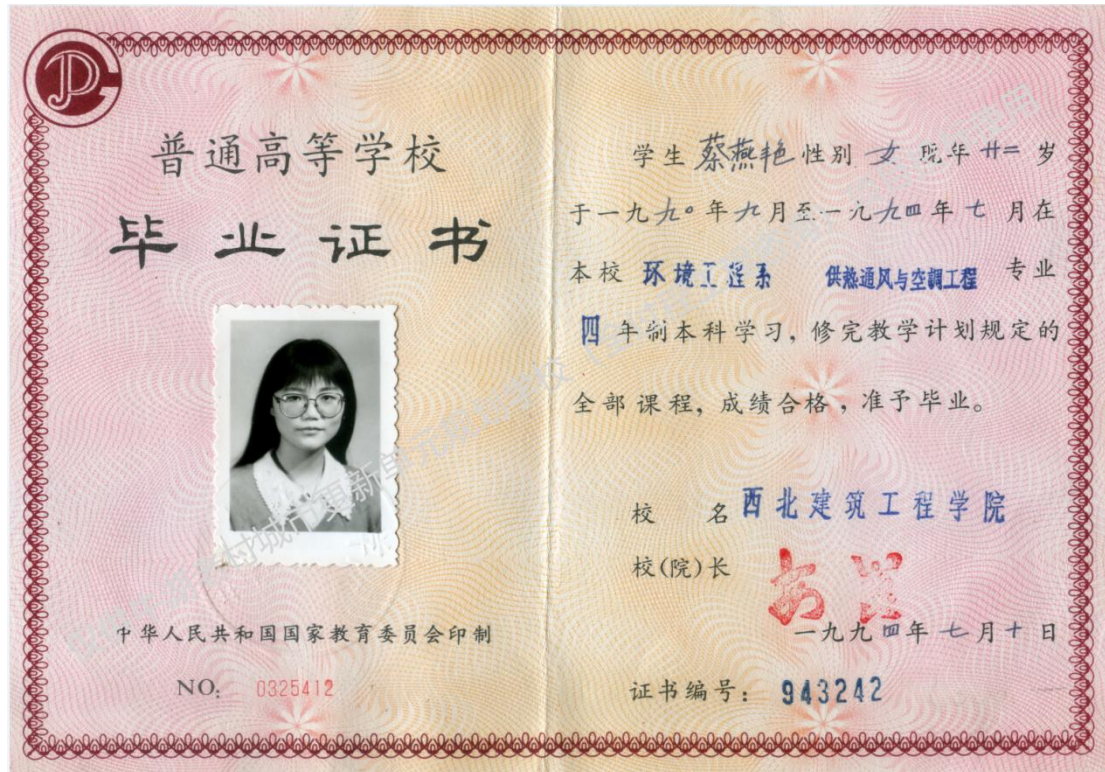 普通高等学校
毕业证书
中华人民共和国国家教育委员会印制
NO: 0325412
学生 蔡燕艳 性别 女 现年 廿二 岁
于一九九〇年九月至一九九四年七月在
本校 环境工程系 供热通风与空调工程 专业
四年制本科学习，修完教学计划规定的
全部课程，成绩合格，准予毕业。
校 名 西北建筑工程学院
校(院)长
一九九四年七月十日
证书编号： 943242